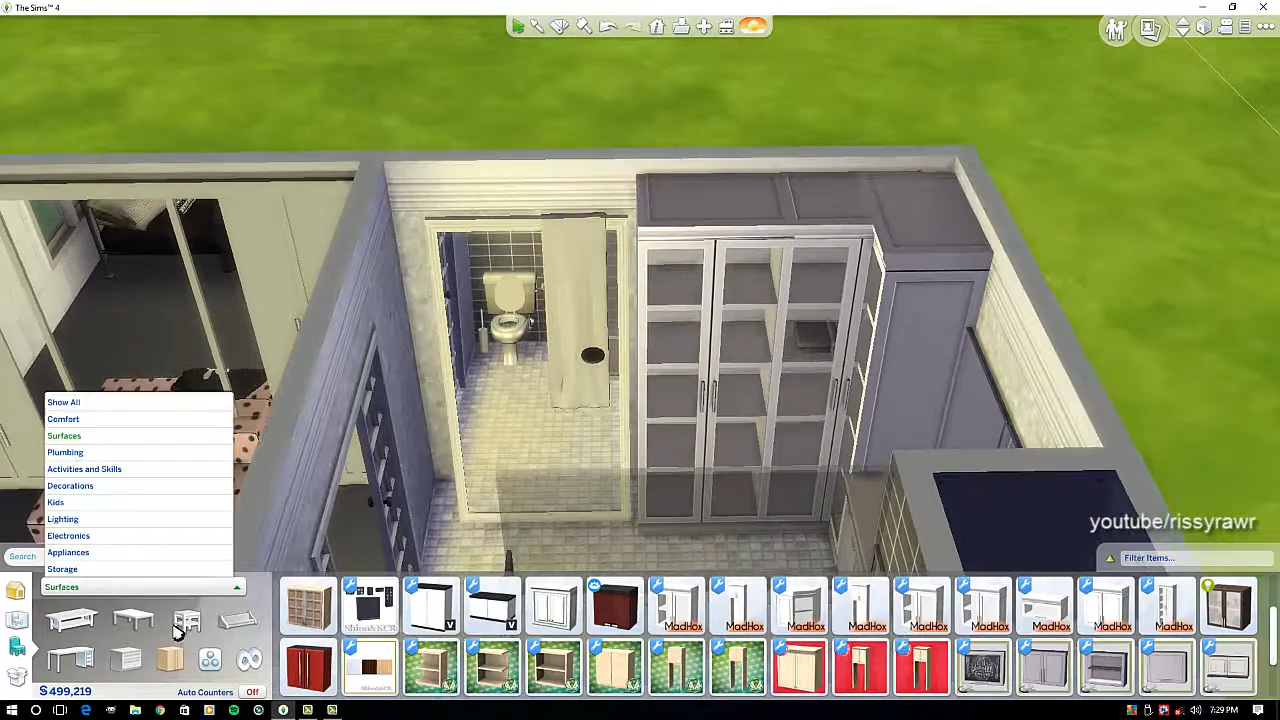 The Sims™ 4
youtube/rissyrawr
Show All
Comfort
Surfaces
Plumbing
Activities and Skills
Decorations
Kids
Lighting
Electronics
Appliances
Storage
Search
Filter Items...
Surfaces
Shino&KCR
V
V
MadHox
MadHox
MadHox
MadHox
MadHox
MadHox
MadHox
MadHox
MadHox
§ 499,219
Auto Counters
Off
7:29 PM